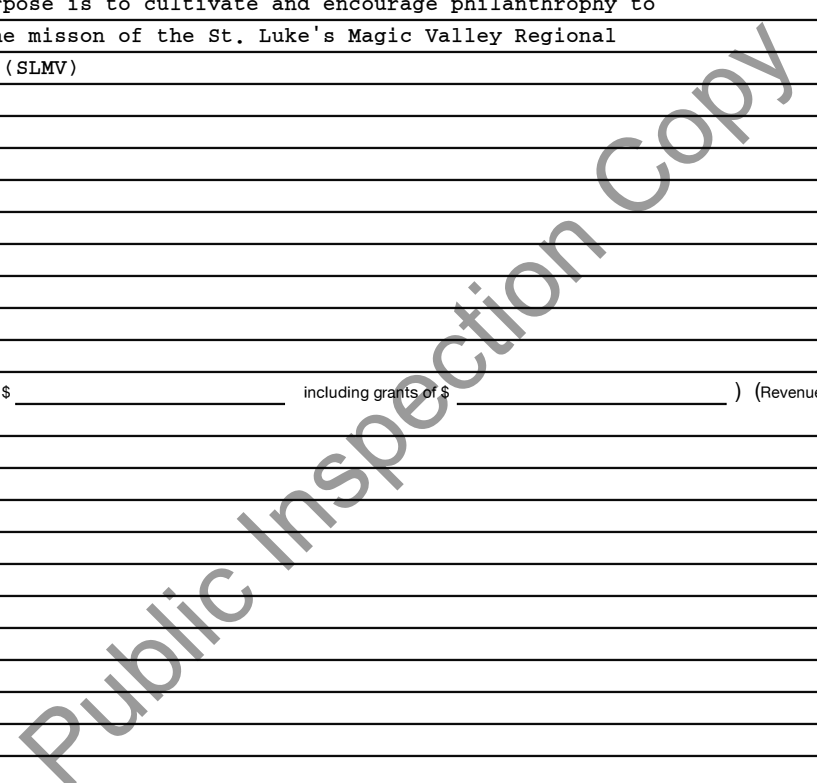 rpose is to cultivate and encourage philanthropy to
e misson of the St. Luke's Magic Valley Regional
(SLMV)
$ including grants of $ ) (Revenue
Public Inspection Copy